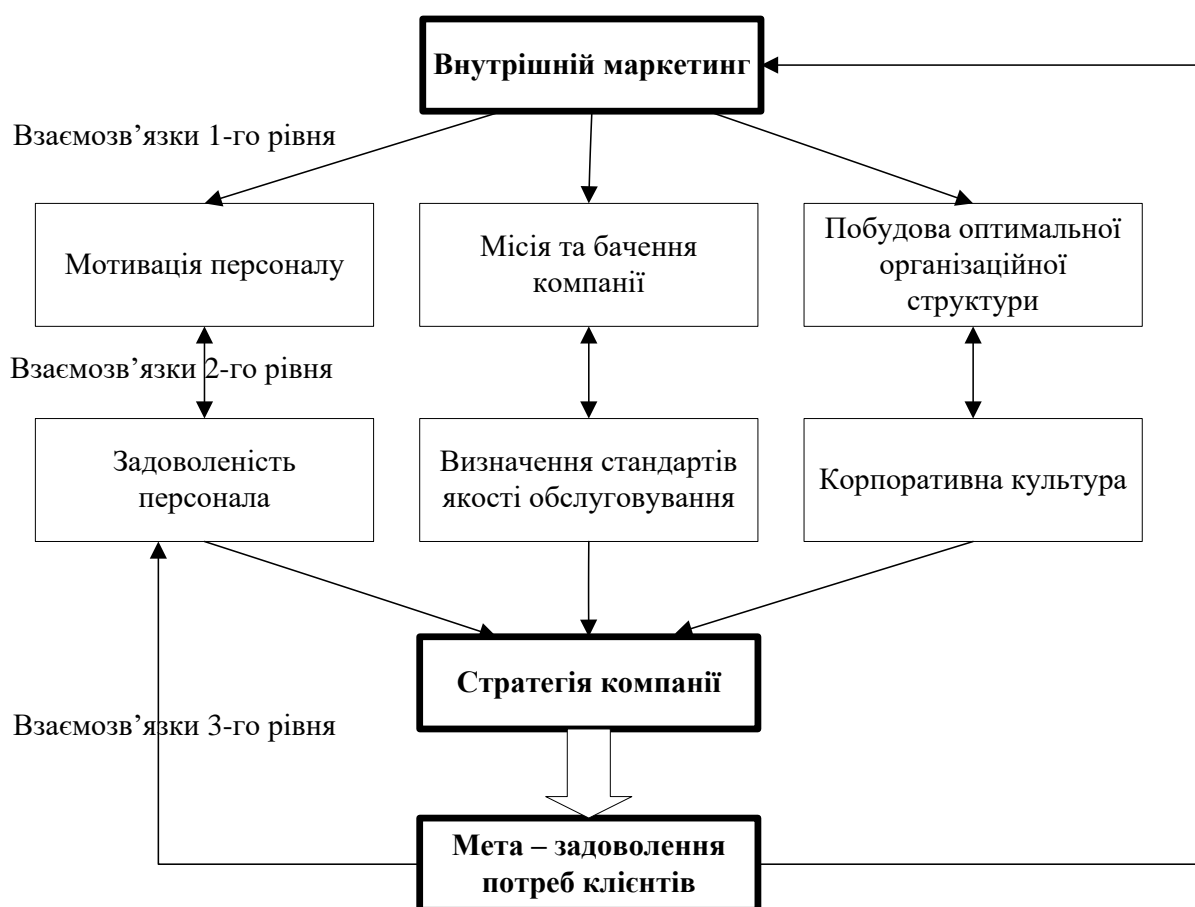 Внутрішній маркетинг
Взаємозв’язки 1-го рівня
Мотивація персоналу
Місія та бачення
компанії
Побудова оптимальної
організаційної
структури
Взаємозв’язки 2-го рівня
Задоволеність
персонала
Визначення стандартів
якості обслуговування
Корпоративна культура
Стратегія компанії
Взаємозв’язки 3-го рівня
Мета – задоволення
потреб клієнтів